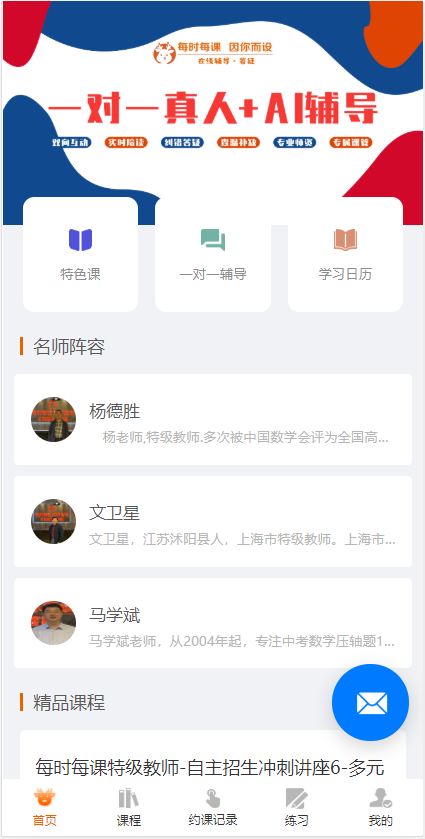 每时每课 因你而设
在线辅导·答疑
一对一真人+AI辅导
双向互动 实时陪读 纠错答疑 查漏补缺 专业师资 专属课管
特色课 一对一辅导 学习日历
名师阵容
杨德胜
杨老师,特级教师.多次被中国数学会评为全国高...
文卫星
文卫星，江苏沭阳县人，上海市特级教师。上海市...
马学斌
马学斌老师，从2004年起，专注中考数学压轴题1...
精品课程
每时每课特级教师-自主招生冲刺讲座6-多元
首页 课程 约课记录 练习 我的